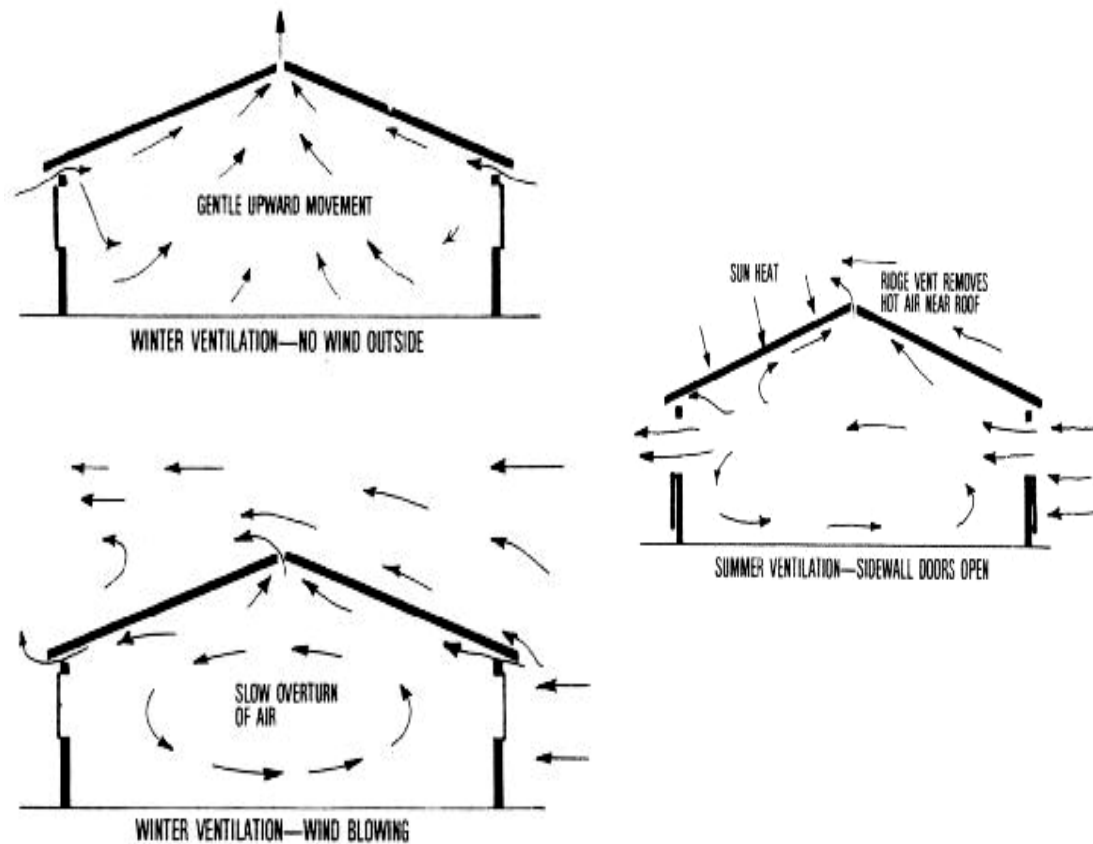 GENTLE UPWARD MOVEMENT
WINTER VENTILATION—NO WIND OUTSIDE
SUN HEAT
RIDGE VENT REMOVES
HOT AIR NEAR ROOF
SUMMER VENTILATION—SIDEWALL DOORS OPEN
SLOW OVERTURN
OF AIR
WINTER VENTILATION—WIND BLOWING